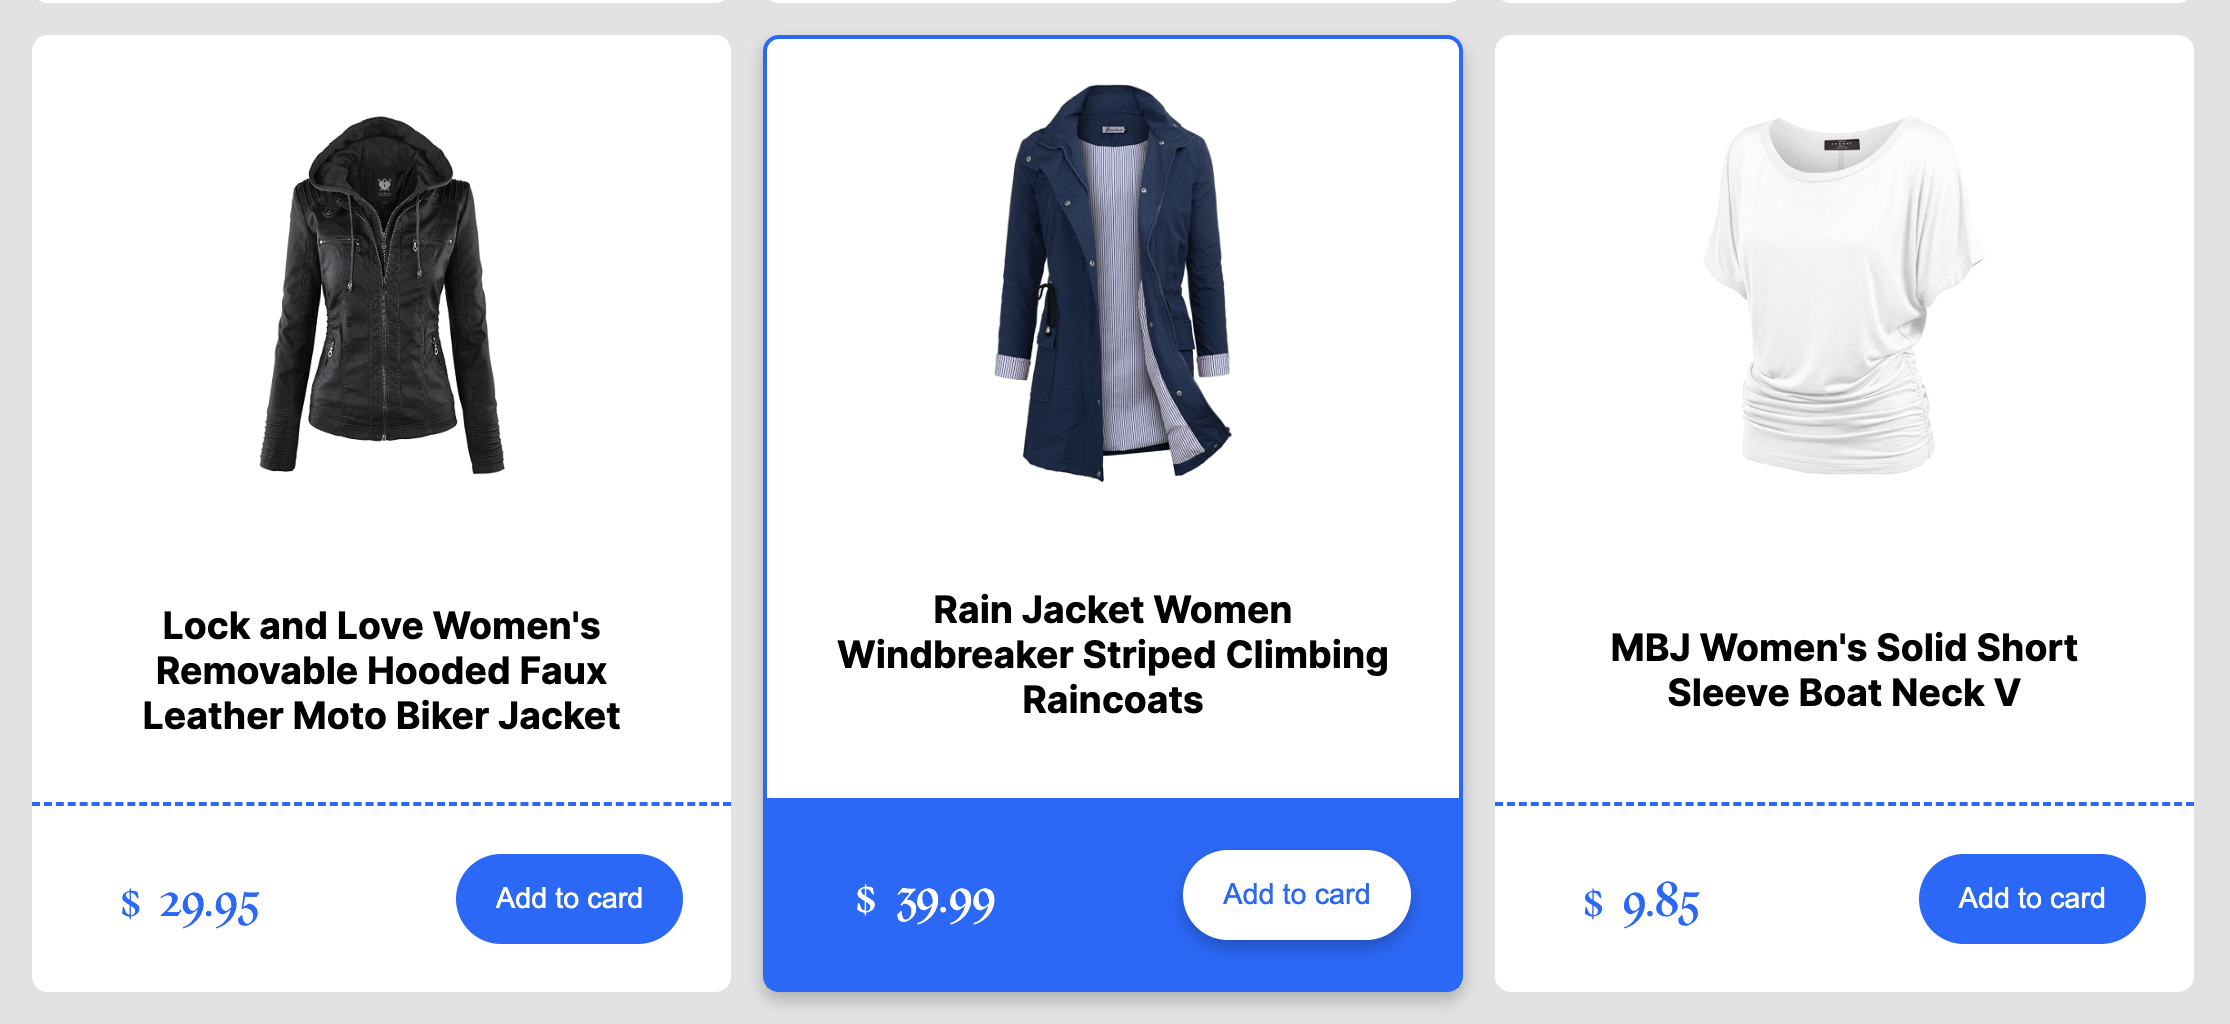 Lock and Love Women's
Removable Hooded Faux
Leather Moto Biker Jacket
$ 29.95
Add to card
Rain Jacket Women
Windbreaker Striped Climbing
Raincoats
$ 39.99
Add to card
MBJ Women's Solid Short
Sleeve Boat Neck V
$ 9.85
Add to card